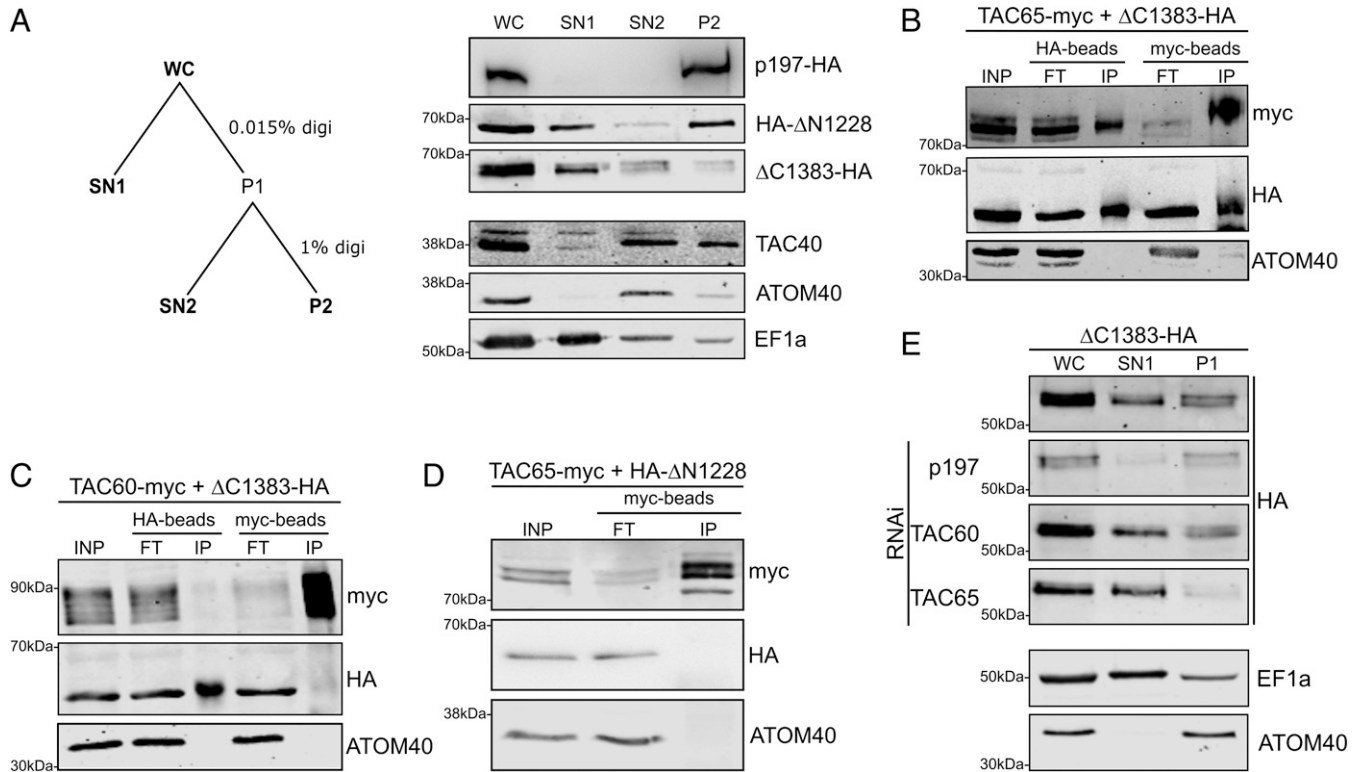 A
WC
0.015% digi
SN1
P1
1% digi
SN2
P2
WC SN1 SN2 P2
p197-HA
70kDa
HA-ΔN1228
70kDa
ΔC1383-HA
38kDa
TAC40
38kDa
ATOM40
50kDa
EF1a
B
TAC65-myc + ΔC1383-HA
HA-beads myc-beads
INP FT IP FT IP
myc
70kDa
70kDa
HA
30kDa
ATOM40
C
TAC60-myc + ΔC1383-HA
HA-beads myc-beads
INP FT IP FT IP
90kDa
myc
70kDa
HA
30kDa
ATOM40
D
TAC65-myc + HA-ΔN1228
myc-beads
INP FT IP
myc
70kDa
70kDa
HA
38kDa
ATOM40
E
ΔC1383-HA
WC SN1 P1
50kDa
RNAi
p197
50kDa
TAC60
50kDa
TAC65
50kDa
HA
50kDa
EF1a
ATOM40
30kDa